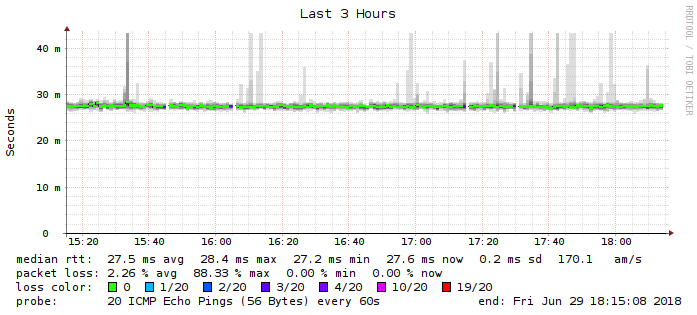 Last 3 Hours
RRDTOOL / TOBI OETIKER
Seconds
40 m
30 m
20 m
10 m
0
15:20 15:40 16:00 16:20 16:40 17:00 17:20 17:40 18:00
median rtt: 27.5 ms avg 28.4 ms max 27.2 ms min 27.6 ms now 0.2 ms sd 170.1 am/s
packet loss: 2.26 % avg 88.33 % max 0.00 % min 0.00 % now
loss color: 0 1/20 2/20 3/20 4/20 10/20 19/20
probe: 20 ICMP Echo Pings (56 Bytes) every 60s end: Fri Jun 29 18:15:08 2018